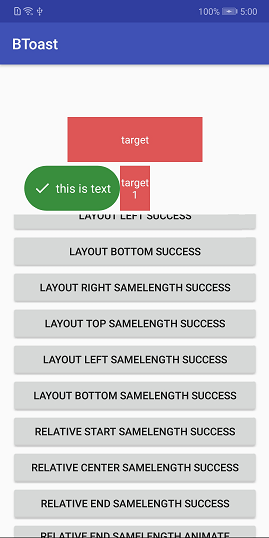 100% 5:00
BToast
target
this is text
target
1
LAYOUT LEFT SUCCESS
LAYOUT BOTTOM SUCCESS
LAYOUT RIGHT SAMELENGTH SUCCESS
LAYOUT TOP SAMELENGTH SUCCESS
LAYOUT LEFT SAMELENGTH SUCCESS
LAYOUT BOTTOM SAMELENGTH SUCCESS
RELATIVE START SAMELENGTH SUCCESS
RELATIVE CENTER SAMELENGTH SUCCESS
RELATIVE END SAMELENGTH SUCCESS
RELATIVE END SAMELENGTH ANIMATE